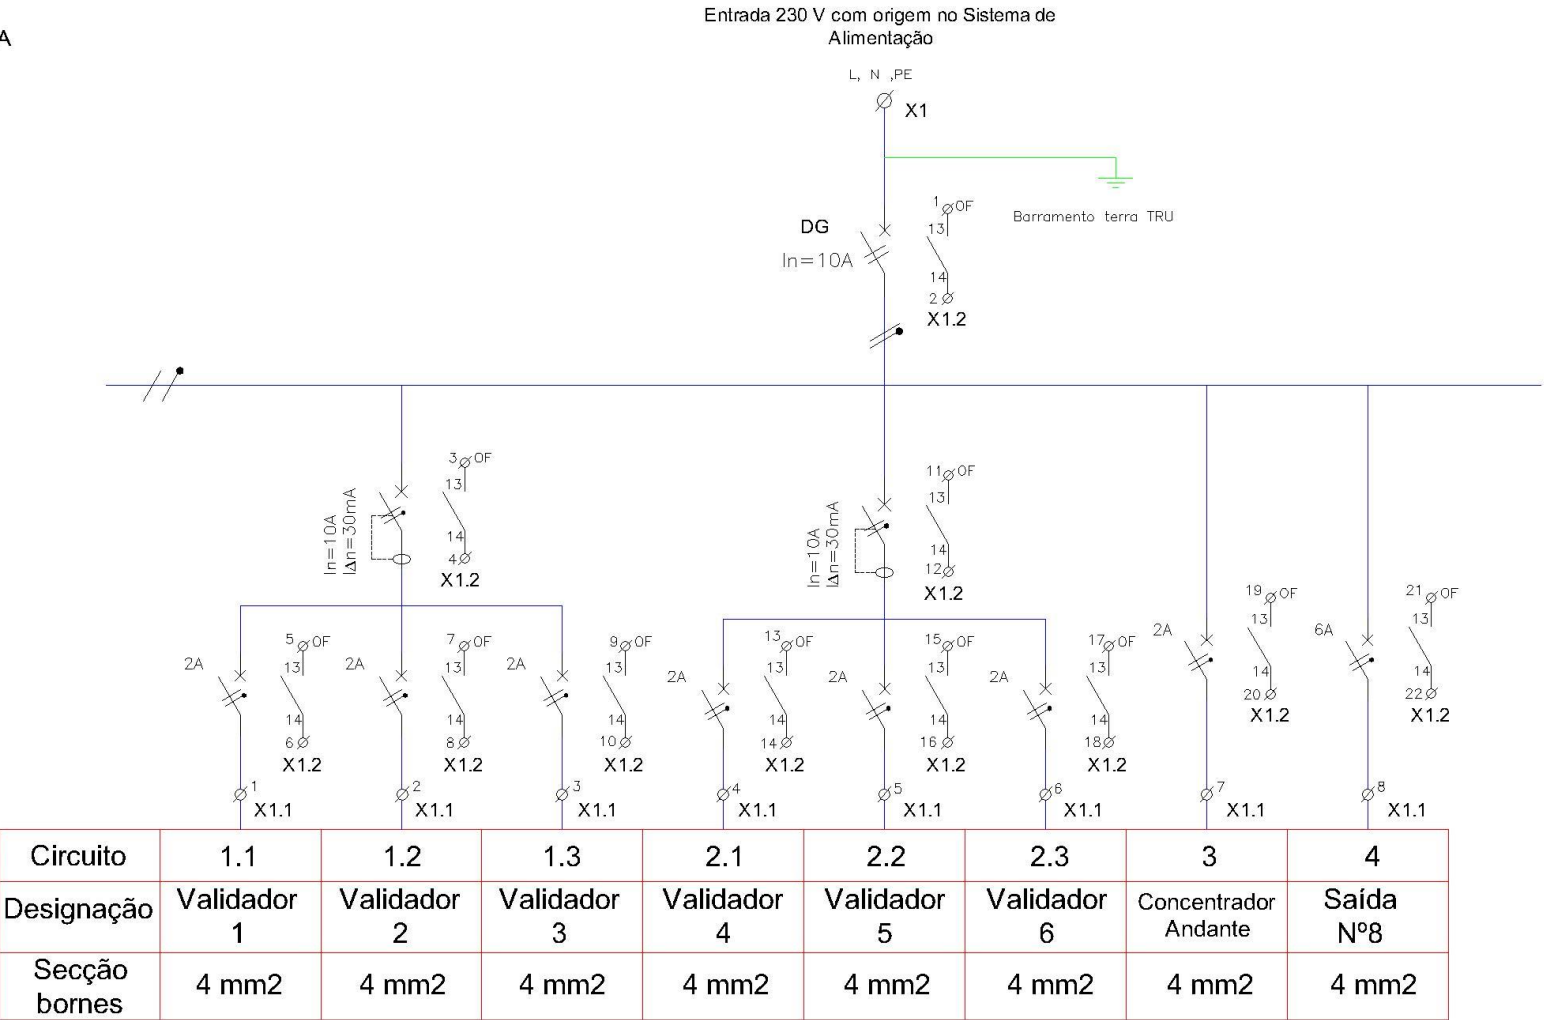 Entrada 230 V com origem no Sistema de
Alimentação
A
L, N ,PE
X1
Barramento terra TRU
DG
In=10A
1 OF
13
14
2
X1.2
In=10A
IΔn=30mA
3 OF
13
14
4
X1.2
In=10A
IΔn=30mA
11 OF
13
14
12
X1.2
2A
5 OF
13
14
6
X1.2
2A
7 OF
13
14
8
X1.2
2A
9 OF
13
14
10
X1.2
2A
13 OF
13
14
14
X1.2
2A
15 OF
13
14
16
X1.2
2A
17 OF
13
14
18
X1.2
2A
19 OF
13
14
20
X1.2
6A
21 OF
13
14
22
X1.2
1 X1.1
2 X1.1
3 X1.1
4 X1.1
5 X1.1
6 X1.1
7 X1.1
8 X1.1
Circuito 1.1 1.2 1.3 2.1 2.2 2.3 3 4
Designação Validador 1 Validador 2 Validador 3 Validador 4 Validador 5 Validador 6 Concentrador Andante Saída Nº8
Secção bornes 4 mm2 4 mm2 4 mm2 4 mm2 4 mm2 4 mm2 4 mm2 4 mm2